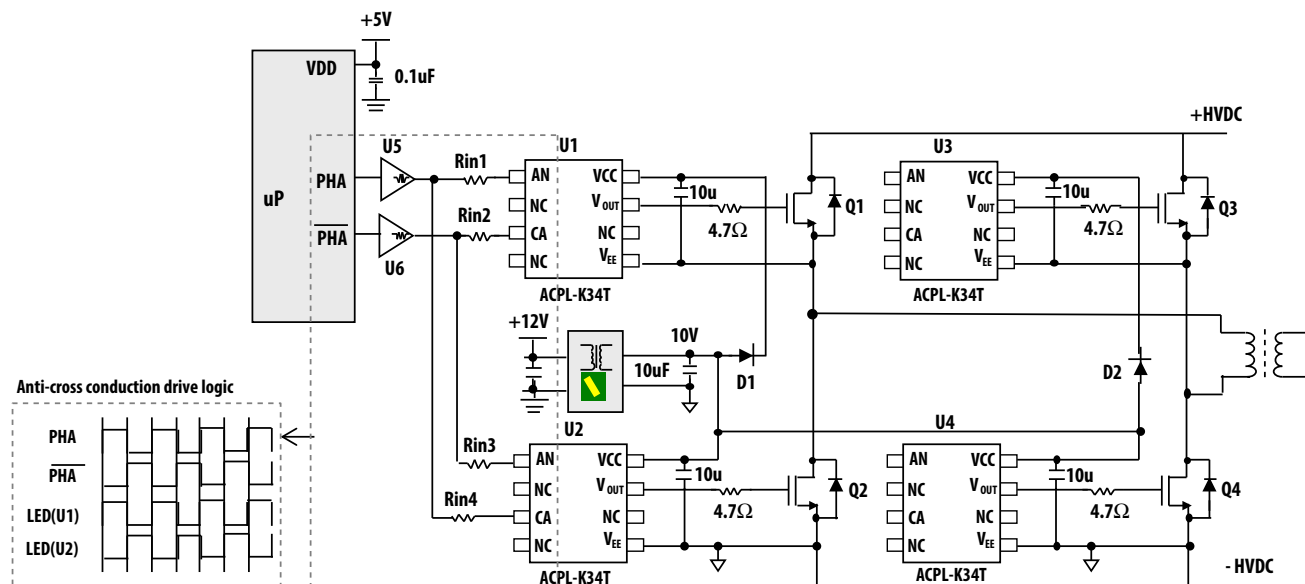 +5V
VDD
0.1uF
+HVDC
U5
Rin1
U1
U3
uP
PHA
AN
VCC
10u
AN
VCC
10u
NC
VOUT
Q1
NC
VOUT
Q3
PHA
Rin2
CA
NC
4.7Ω
CA
NC
4.7Ω
U6
NC
VEE
NC
VEE
ACPL-K34T
ACPL-K34T
+12V
10V
10uF
D1
D2
Anti-cross conduction drive logic
U2
U4
PHA
Rin3
AN
VCC
10u
AN
VCC
10u
PHA
NC
VOUT
Q2
NC
VOUT
Q4
Rin4
LED(U1)
CA
NC
4.7Ω
CA
NC
4.7Ω
LED(U2)
NC
VEE
NC
VEE
- HVDC
ACPL-K34T
ACPL-K34T